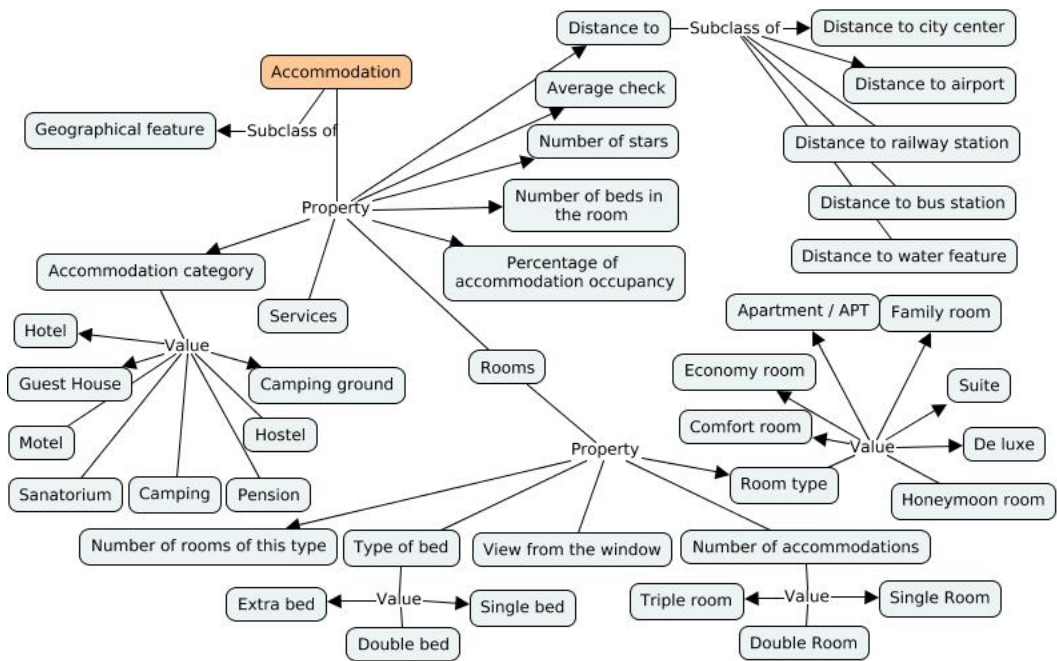 Distance to
Subclass of
Distance to city center
Accommodation
Average check
Distance to airport
Geographical feature
Subclass of
Number of stars
Distance to railway station
Property
Number of beds in
the room
Distance to bus station
Accommodation category
Percentage of
accommodation occupancy
Distance to water feature
Services
Apartment / APT
Family room
Hotel
Value
Rooms
Economy room
Suite
Guest House
Camping ground
Comfort room
De luxe
Motel
Hostel
Property
Value
Sanatorium
Camping
Pension
Room type
Honeymoon room
Number of rooms of this type
Type of bed
View from the window
Number of accommodations
Extra bed
Value
Single bed
Triple room
Value
Single Room
Double bed
Double Room